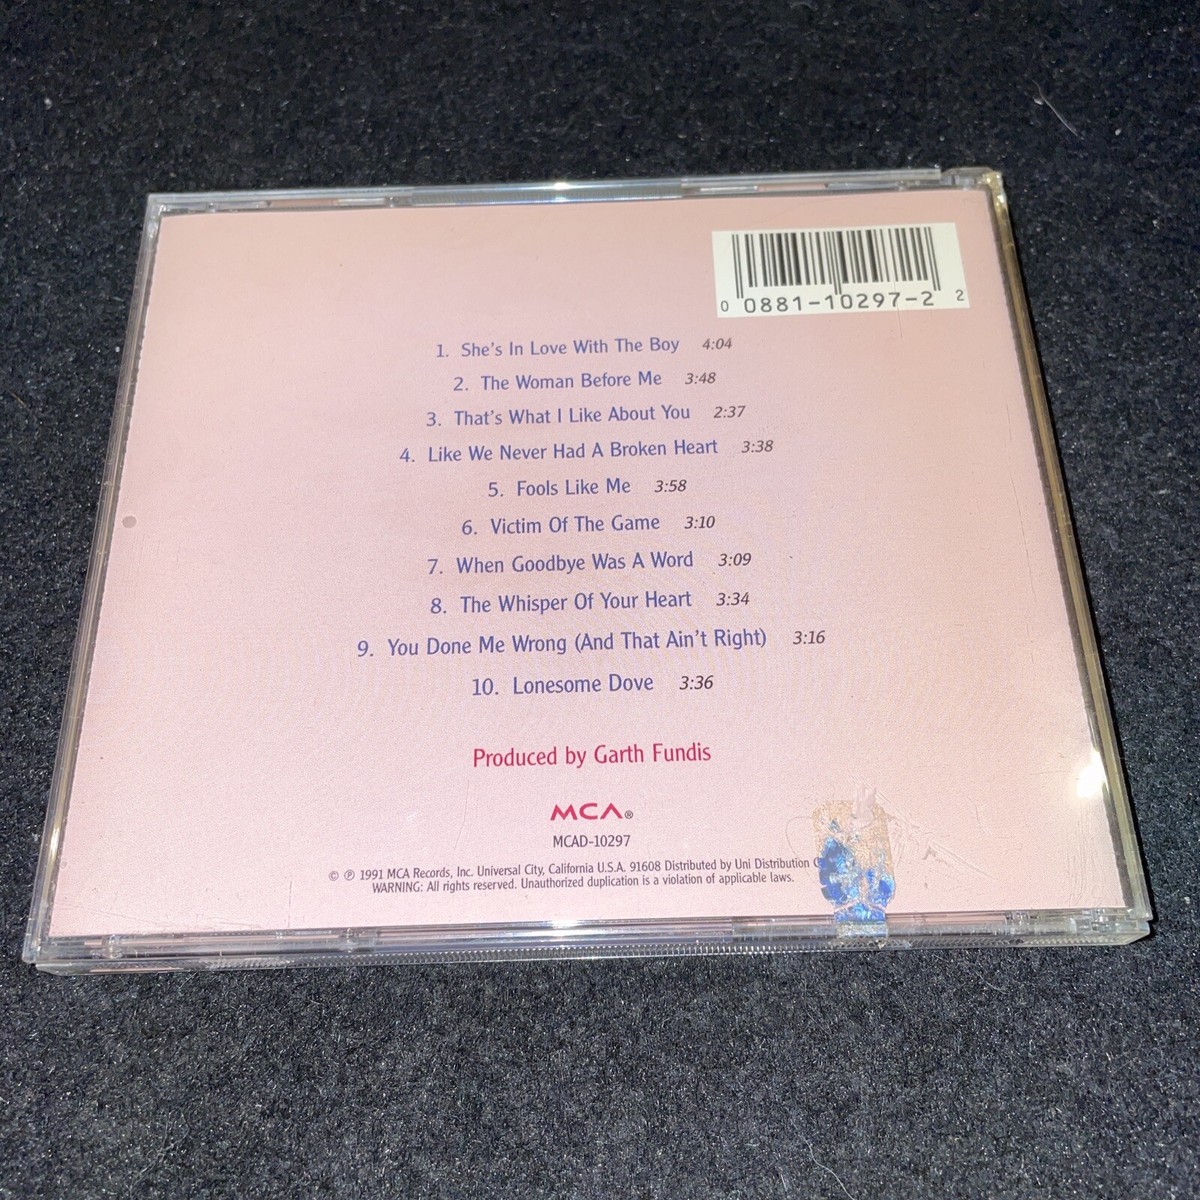 0 0881-10297-2 2
1. She's In Love With The Boy 4:04
2. The Woman Before Me 3:48
3. That's What I Like About You 2:37
4. Like We Never Had A Broken Heart 3:38
5. Fools Like Me 3:58
6. Victim Of The Game 3:10
7. When Goodbye Was A Word 3:09
8. The Whisper Of Your Heart 3:34
9. You Done Me Wrong (And That Ain't Right) 3:16
10. Lonesome Dove 3:36
Produced by Garth Fundis
MCA®
MCAD-10297
© ℗ 1991 MCA Records, Inc. Universal City, California U.S.A. 91608 Distributed by Uni Distribution
WARNING: All rights reserved. Unauthorized duplication is a violation of applicable laws.